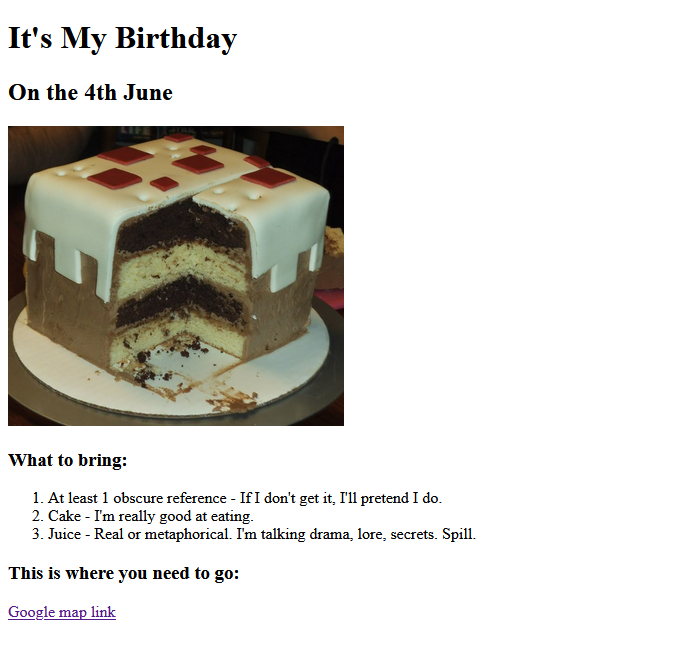 It's My Birthday
On the 4th June
LIFE
What to bring:
1. At least 1 obscure reference - If I don't get it, I'll pretend I do.
2. Cake - I'm really good at eating.
3. Juice - Real or metaphorical. I'm talking drama, lore, secrets. Spill.
This is where you need to go:
Google map link